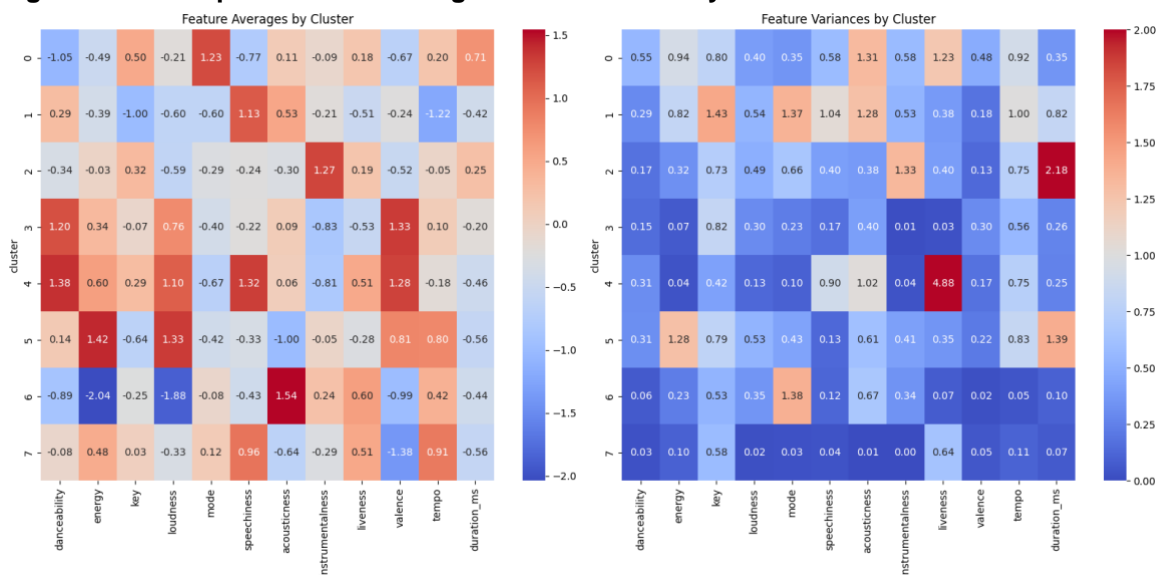 Feature Averages by Cluster
cluster
0 -1.05 -0.49 0.50 -0.21 1.23 -0.77 0.11 -0.09 0.18 -0.67 0.20 0.71
1 0.29 -0.39 -1.00 -0.60 -0.60 1.13 0.53 -0.21 -0.51 -0.24 -1.22 -0.42
2 -0.34 -0.03 0.32 -0.59 -0.29 -0.24 -0.30 1.27 0.19 -0.52 -0.05 0.25
3 1.20 0.34 -0.07 0.76 -0.40 -0.22 0.09 -0.83 -0.53 1.33 0.10 -0.20
4 1.38 0.60 0.29 1.10 -0.67 1.32 0.06 -0.81 0.51 1.28 -0.18 -0.46
5 0.14 1.42 -0.64 1.33 -0.42 -0.33 -1.00 -0.05 -0.28 0.81 0.80 -0.56
6 -0.89 -2.04 -0.25 -1.88 -0.08 -0.43 1.54 0.24 0.60 -0.99 0.42 -0.44
7 -0.08 0.48 0.03 -0.33 0.12 0.96 -0.64 -0.29 0.51 -1.38 0.91 -0.56
danceability energy key loudness mode speechiness acousticness nstrumentalness liveness valence tempo duration_ms
1.5
1.0
0.5
0.0
−0.5
−1.0
−1.5
−2.0
Feature Variances by Cluster
cluster
0 0.55 0.94 0.80 0.40 0.35 0.58 1.31 0.58 1.23 0.48 0.92 0.35
1 0.29 0.82 1.43 0.54 1.37 1.04 1.28 0.53 0.38 0.18 1.00 0.82
2 0.17 0.32 0.73 0.49 0.66 0.40 0.38 1.33 0.40 0.13 0.75 2.18
3 0.15 0.07 0.82 0.30 0.23 0.17 0.40 0.01 0.03 0.30 0.56 0.26
4 0.31 0.04 0.42 0.13 0.10 0.90 1.02 0.04 4.88 0.17 0.75 0.25
5 0.31 1.28 0.79 0.53 0.43 0.13 0.61 0.41 0.35 0.22 0.83 1.39
6 0.06 0.23 0.53 0.35 1.38 0.12 0.67 0.34 0.07 0.02 0.05 0.10
7 0.03 0.10 0.58 0.02 0.03 0.04 0.01 0.00 0.64 0.05 0.11 0.07
danceability energy key loudness mode speechiness acousticness nstrumentalness liveness valence tempo duration_ms
2.00
1.75
1.50
1.25
1.00
0.75
0.50
0.25
0.00